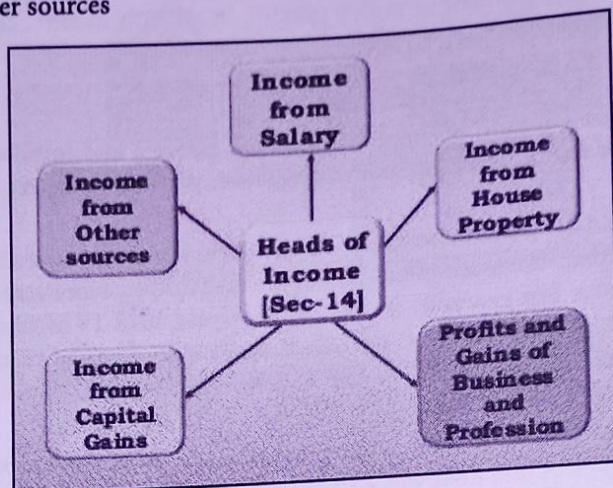 er sources
Income
from
Salary
Income
from
House
Property
Income
from
Other
sources
Heads of
Income
[Sec-14]
Profits and
Gains of
Business
and
Profession
Income
from
Capital
Gains